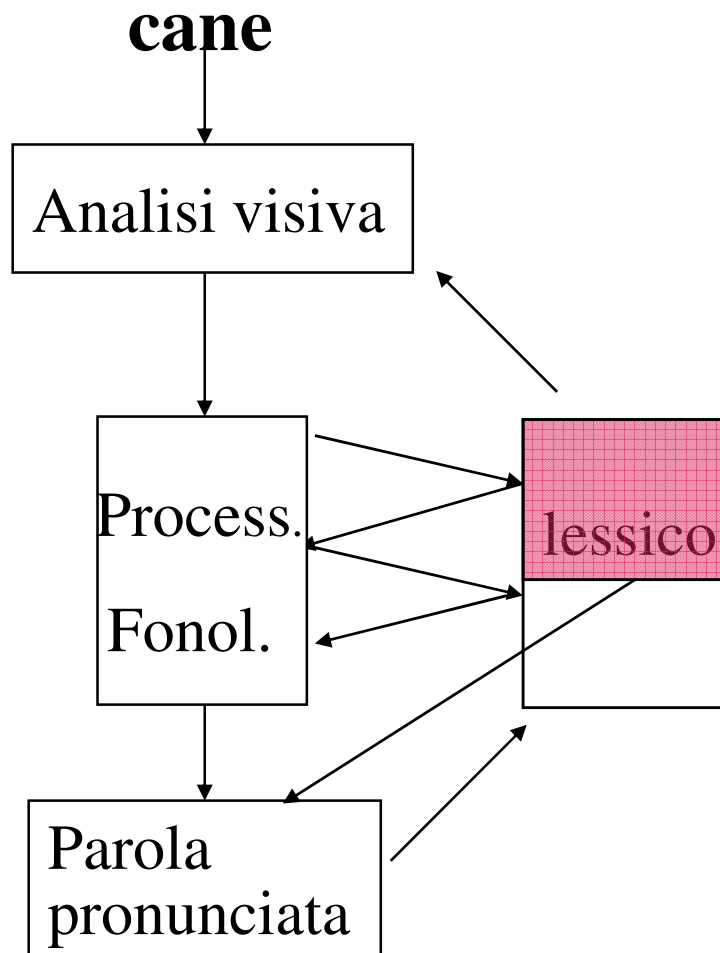 cane
Analisi visiva
Process.
Fonol.
lessico
Parola
pronunciata